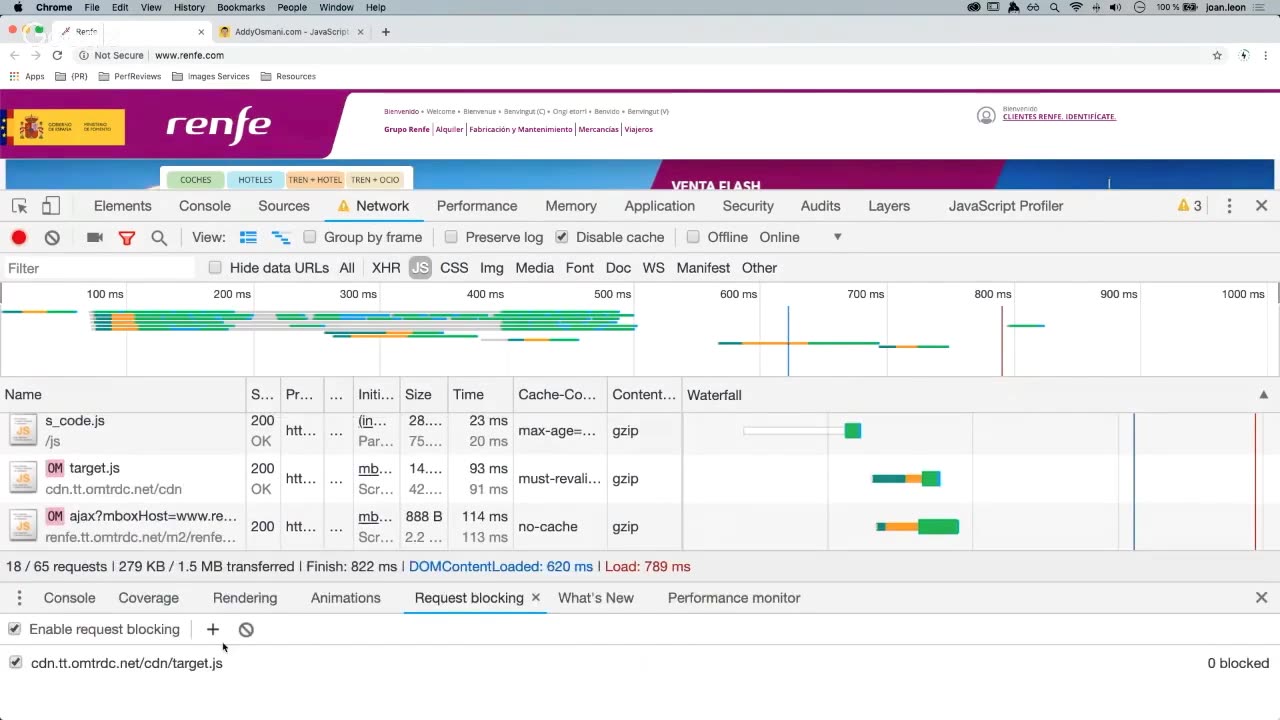 Chrome File Edit View History Bookmarks People Window Help 100 % joan.leon
Renfe AddyOsmani.com - JavaScript
Not Secure www.renfe.com
Apps {PR} PerfReviews Images Services Resources
GOBIERNO DE ESPAÑA MINISTERIO DE FOMENTO
renfe
Bienvenido • Welcome • Bienvenue • Benvingut (C) • Ongi etorri • Benvido • Benvingut (V)
Grupo Renfe Alquiler Fabricación y Mantenimiento Mercancías Viajeros
Bienvenido
CLIENTES RENFE. IDENTIFÍCATE.
COCHES HOTELES TREN + HOTEL TREN + OCIO
VENTA FLASH
Elements Console Sources Network Performance Memory Application Security Audits Layers JavaScript Profiler 3
View: Group by frame Preserve log Disable cache Offline Online
Filter Hide data URLs All XHR JS CSS Img Media Font Doc WS Manifest Other
100 ms 200 ms 300 ms 400 ms 500 ms 600 ms 700 ms 800 ms 900 ms 1000 ms
Name S... Pr... ... Initi... Size Time Cache-Co... Content... Waterfall
s_code.js 200 htt... ... (in... 28.... 23 ms max-age=... gzip
/js OK Par... 75.... 20 ms
OM target.js 200 htt... ... mb... 14.... 93 ms must-revali... gzip
cdn.tt.omtrdc.net/cdn OK Scr... 42.... 91 ms
OM ajax?mboxHost=www.re... 200 htt... ... mb... 888 B 114 ms no-cache gzip
renfe.tt.omtrdc.net/m2/renfe... Scr... 2.2 ... 113 ms
18 / 65 requests | 279 KB / 1.5 MB transferred | Finish: 822 ms | DOMContentLoaded: 620 ms | Load: 789 ms
Console Coverage Rendering Animations Request blocking What's New Performance monitor
Enable request blocking
cdn.tt.omtrdc.net/cdn/target.js 0 blocked